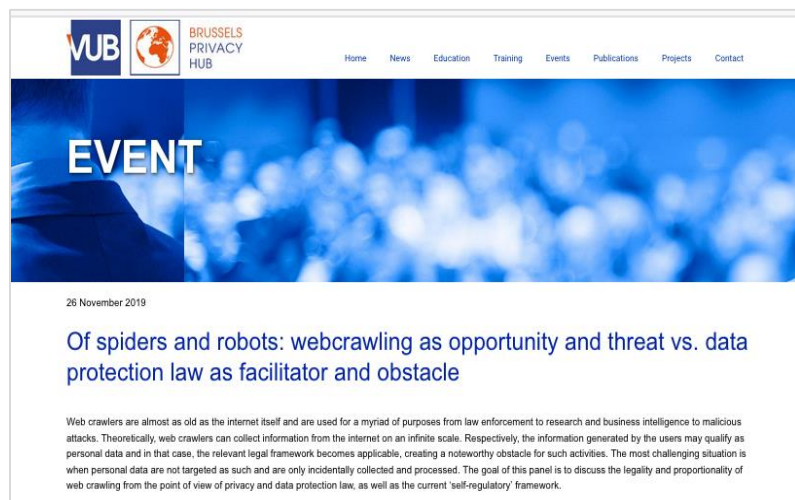 VUB
BRUSSELS
PRIVACY
HUB
Home News Education Training Events Publications Projects Contact
EVENT
26 November 2019
Of spiders and robots: webcrawling as opportunity and threat vs. data
protection law as facilitator and obstacle
Web crawlers are almost as old as the internet itself and are used for a myriad of purposes from law enforcement to research and business intelligence to malicious
attacks. Theoretically, web crawlers can collect information from the internet on an infinite scale. Respectively, the information generated by the users may qualify as
personal data and in that case, the relevant legal framework becomes applicable, creating a noteworthy obstacle for such activities. The most challenging situation is
when personal data are not targeted as such and are only incidentally collected and processed. The goal of this panel is to discuss the legality and proportionality of
web crawling from the point of view of privacy and data protection law, as well as the current 'self-regulatory' framework.